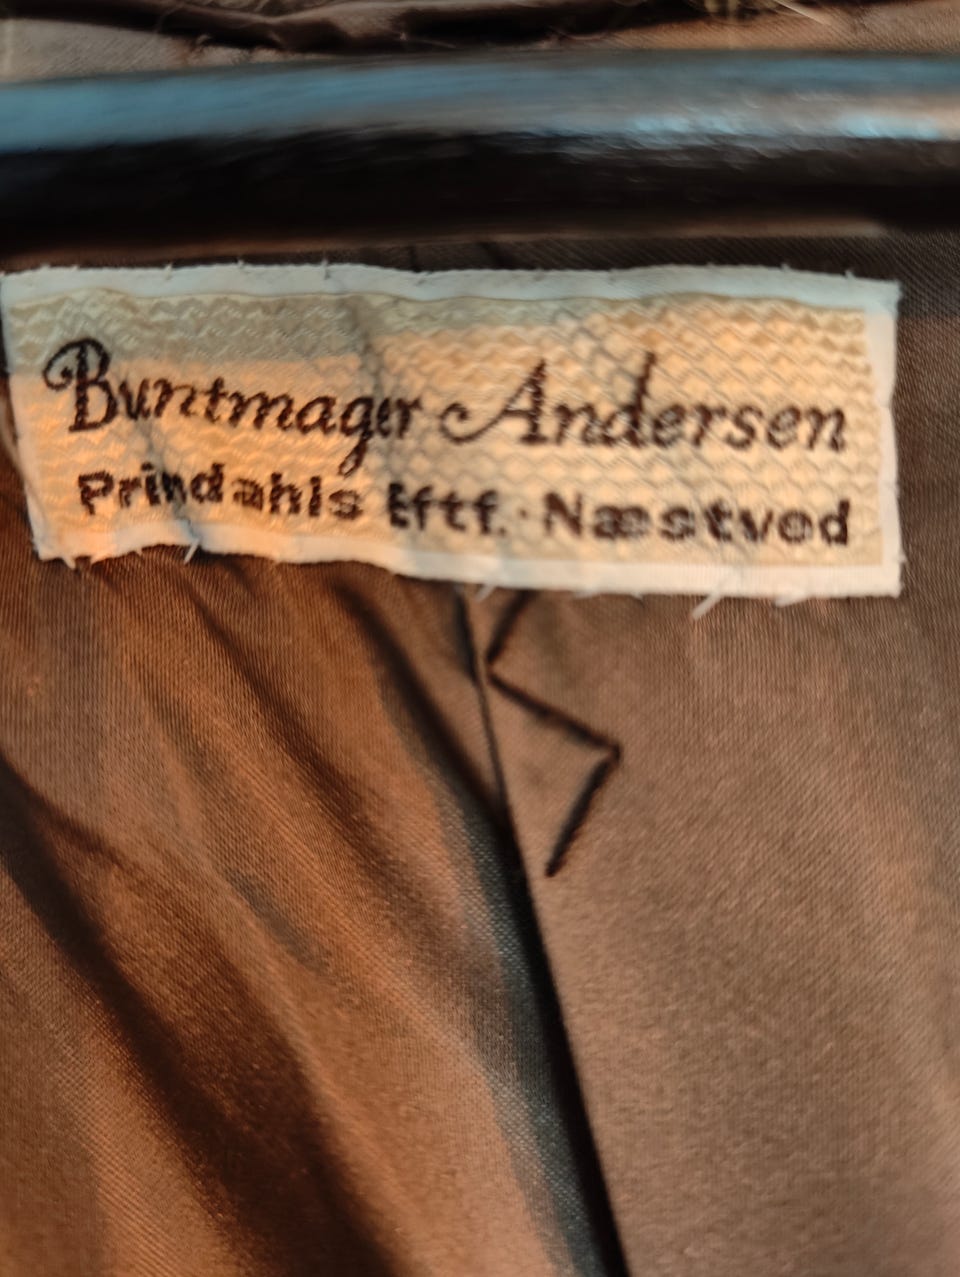 Buntmager Andersen
Prindahls Eftf. · Næstved